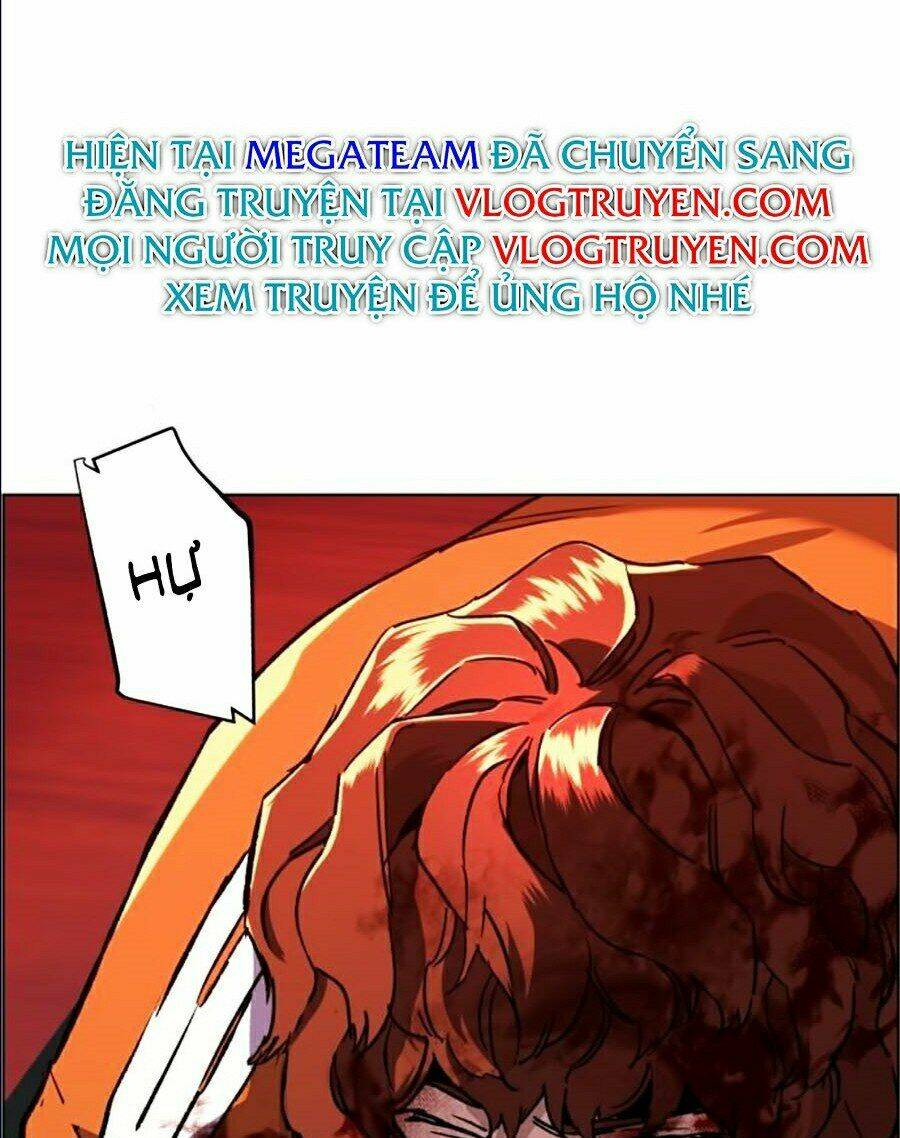 HIỆN TẠI MEGATEAM ĐÃ CHUYỂN SANG
ĐĂNG TRUYỆN TẠI VLOGTRUYEN.COM
MỌI NGƯỜI TRUY CẬP VLOGTRUYEN.COM
XEM TRUYỆN ĐỂ ỦNG HỘ NHÉ
HỰ